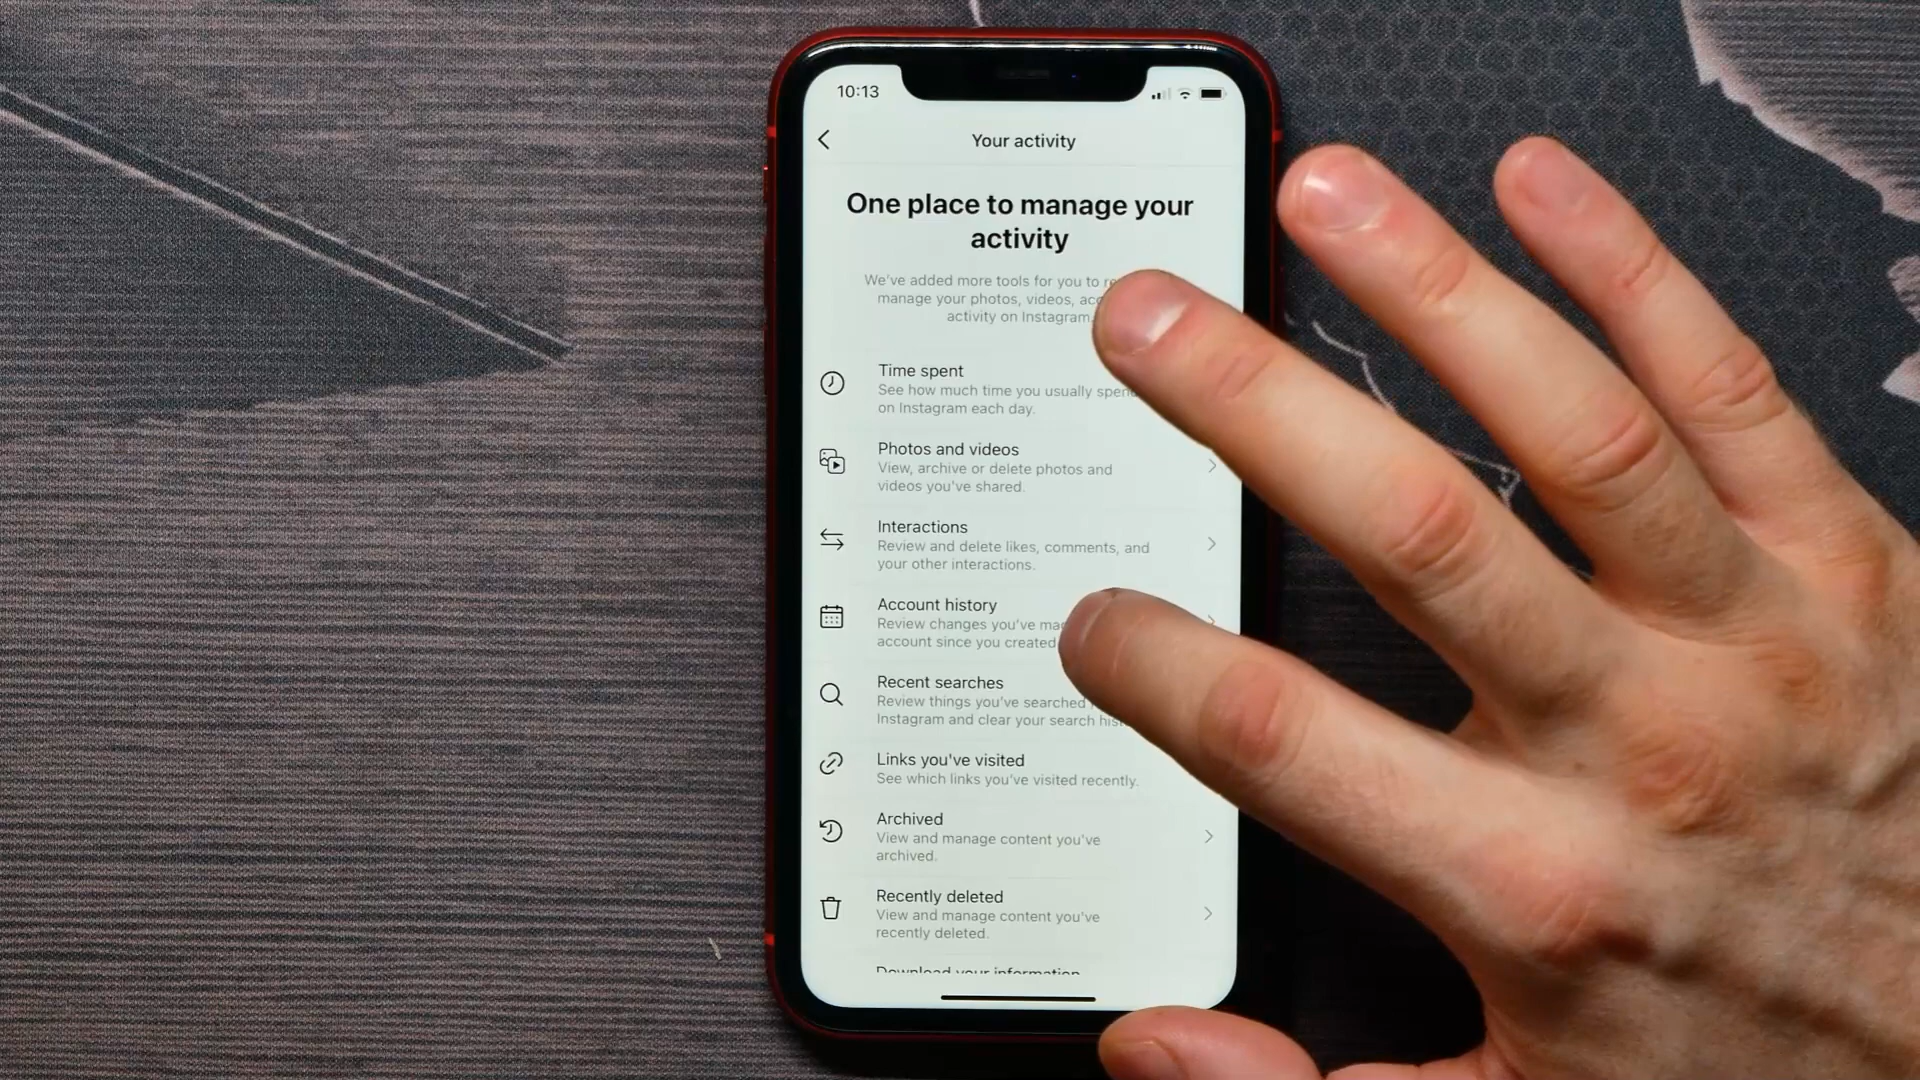 10:13
Your activity
One place to manage your
activity
We've added more tools for you to
manage your photos, videos,
activity on Instagram.
Time spent
See how much time you usually spend
on Instagram each day.
Photos and videos
View, archive or delete photos and
videos you've shared.
Interactions
Review and delete likes, comments, and
your other interactions.
Account history
Review changes you've
account since you created
Recent searches
Review things you've searched
Instagram and clear your search
Links you've visited
See which links you've visited recently.
Archived
View and manage content you've
archived.
Recently deleted
View and manage content you've
recently deleted.
Download your information